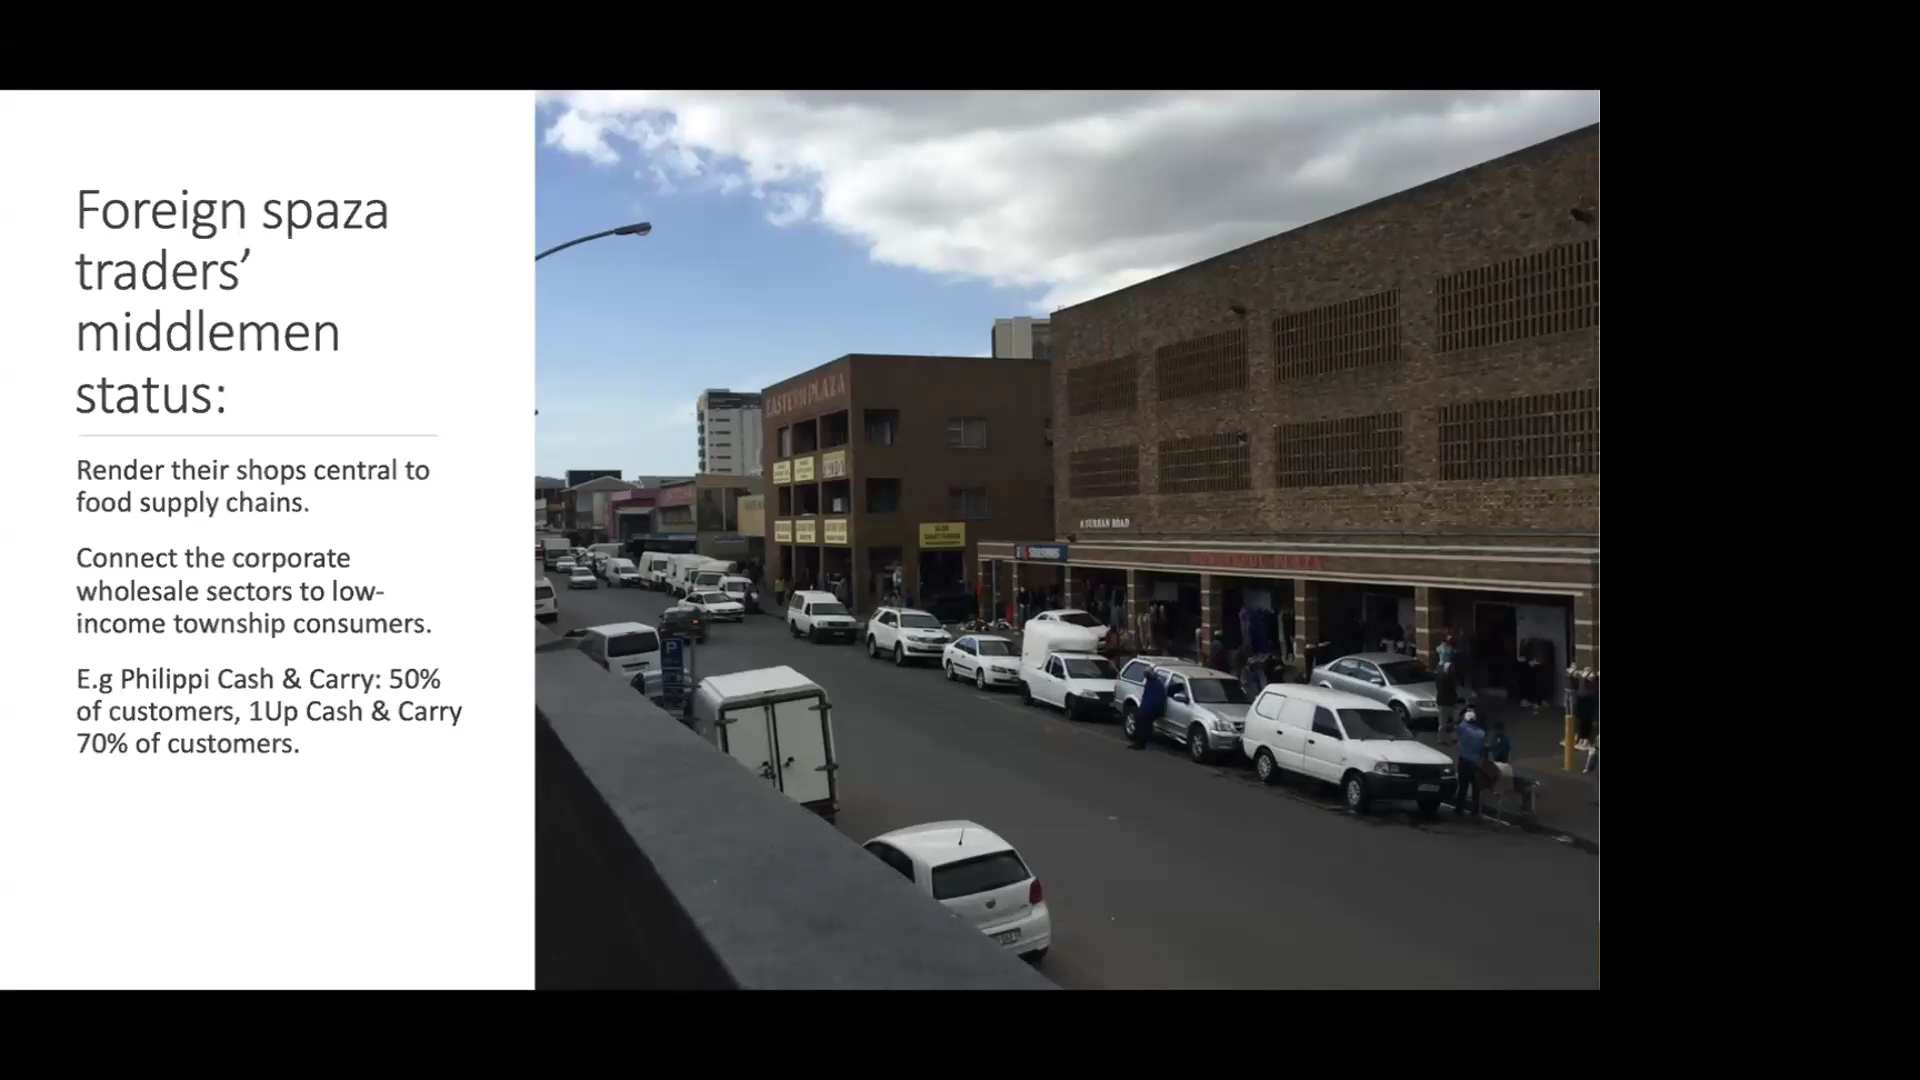 Foreign spaza
traders’
middlemen
status:
Render their shops central to
food supply chains.
Connect the corporate
wholesale sectors to low-
income township consumers.
E.g Philippi Cash & Carry: 50%
of customers, 1Up Cash & Carry
70% of customers.
EASTERN PLAZA
DURBAN ROAD
PLAZA
P